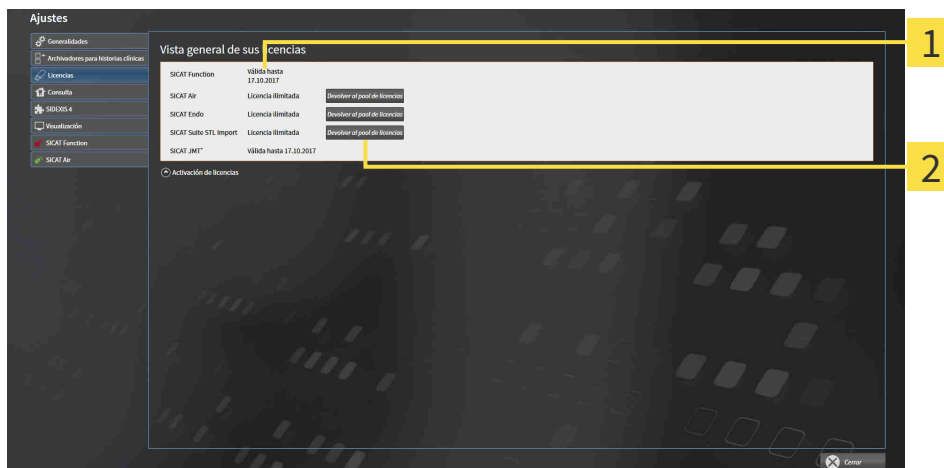 Ajustes
Generalidades
Archivadores para historias clínicas
Licencias
Consulta
SIDEXIS 4
Visualización
SICAT Function
SICAT Air
Vista general de sus licencias
SICAT Function Válida hasta
17.10.2017
SICAT Air Licencia ilimitada Devolver al pool de licencias
SICAT Endo Licencia ilimitada Devolver al pool de licencias
SICAT Suite STL Import Licencia ilimitada Devolver al pool de licencias
SICAT JMT+ Válida hasta 17.10.2017
Activación de licencias
Cerrar
1
2